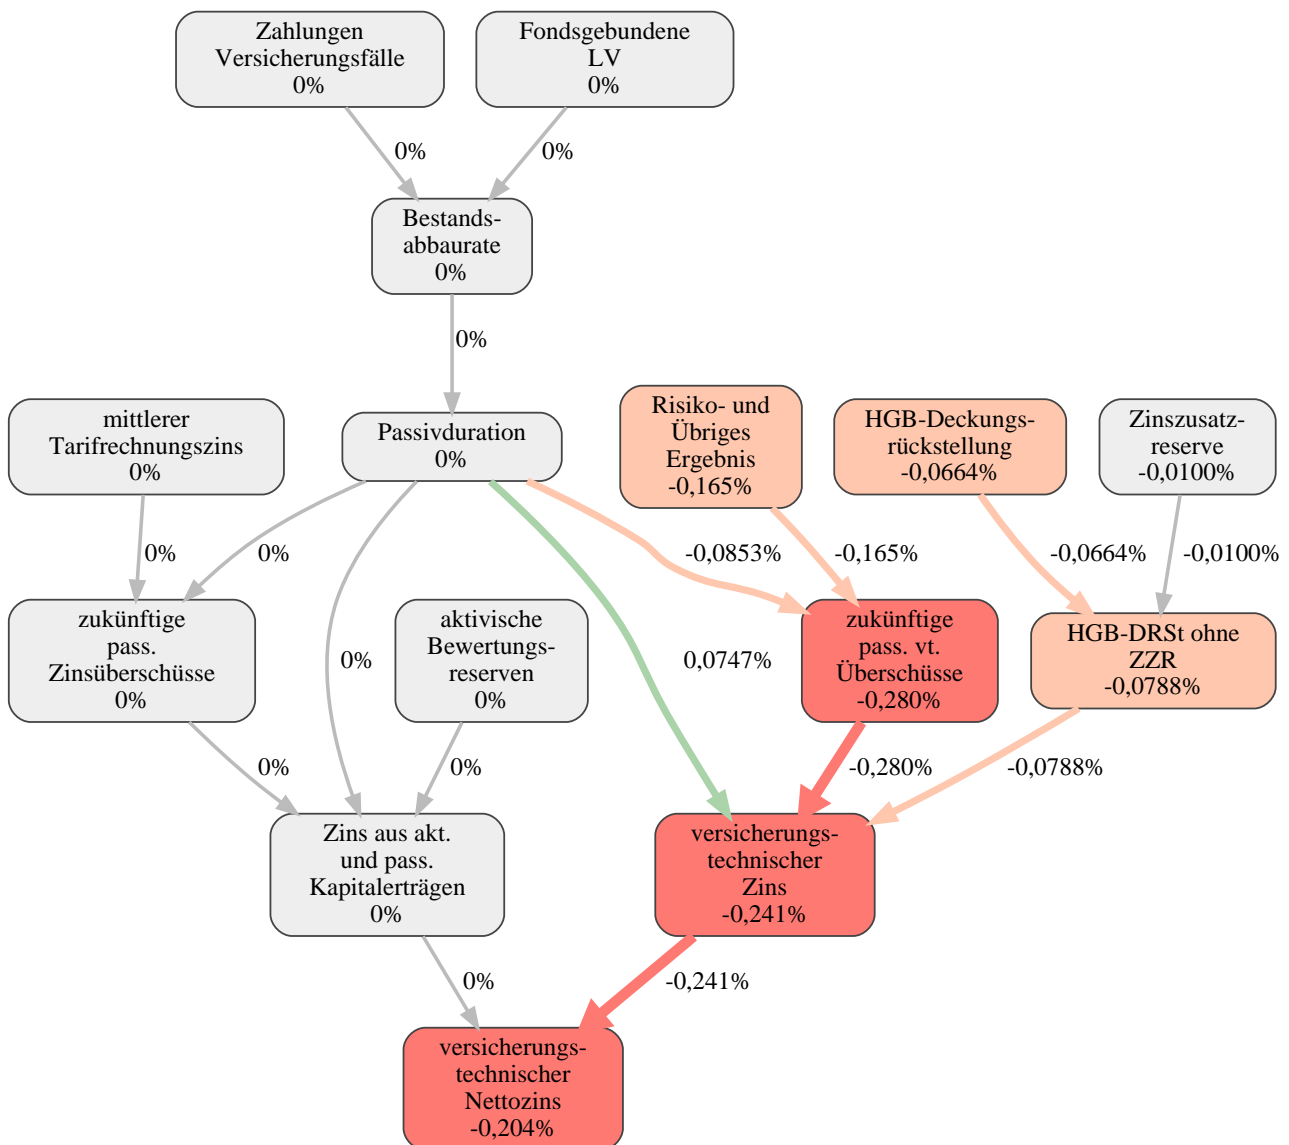 Zahlungen
Versicherungsfälle
0%
Fondsgebundene
LV
0%
0%
0%
Bestands-
abbaurate
0%
0%
mittlerer
Tarifrechnungszins
0%
Passivduration
0%
Risiko- und
Übriges
Ergebnis
-0,165%
HGB-Deckungs-
rückstellung
-0,0664%
Zinszusatz-
reserve
-0,0100%
0%
0%
-0,0853%
-0,165%
-0,0664%
-0,0100%
zukünftige
pass.
Zinsüberschüsse
0%
0%
aktivische
Bewertungs-
reserven
0%
0,0747%
zukünftige
pass. vt.
Überschüsse
-0,280%
HGB-DRSt ohne
ZZR
-0,0788%
0%
0%
-0,280%
-0,0788%
Zins aus akt.
und pass.
Kapitalerträgen
0%
versicherungs-
technischer
Zins
-0,241%
0%
-0,241%
versicherungs-
technischer
Nettozins
-0,204%